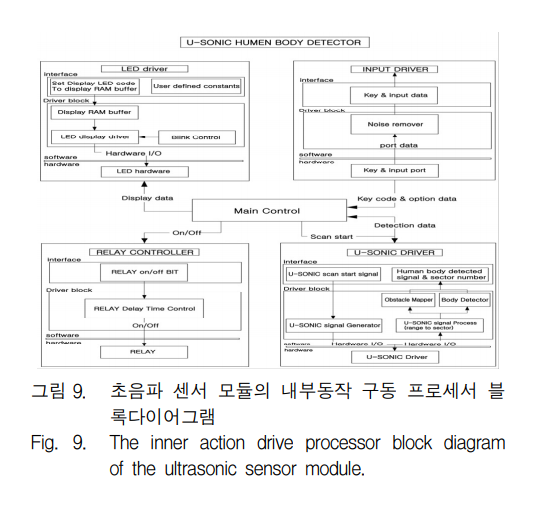 U-SONIC HUMEN BODY DETECTOR
LED driver
Interface
Set Display LED code
To display RAM buffer
User defined constants
Driver block
Display RAM buffer
LED display driver
Blink Control
Hardware I/O
software
hardware
LED hardware
INPUT DRIVER
Interface
Key & Input data
Driver block
Noise remover
port data
software
hardware
Key & Input port
Display data
Key code & option data
Main Control
On/Off
Detection data
Scan start
RELAY CONTROLLER
Interface
RELAY on/off BIT
Driver block
RELAY Delay Time Control
On/Off
software
hardware
RELAY
U-SONIC DRIVER
Interface
U-SONIC scan start signal
Human body detected
signal & sector number
Driver block
Obstacle Mapper
Body Detector
U-SONIC signal Generator
U-SONIC signal Process
(range to sector)
software
hardware
Hardware I/O
Hardware I/O
U-SONIC Driver
그림 9. 초음파 센서 모듈의 내부동작 구동 프로세서 블
록다이어그램
Fig. 9. The inner action drive processor block diagram
of the ultrasonic sensor module.